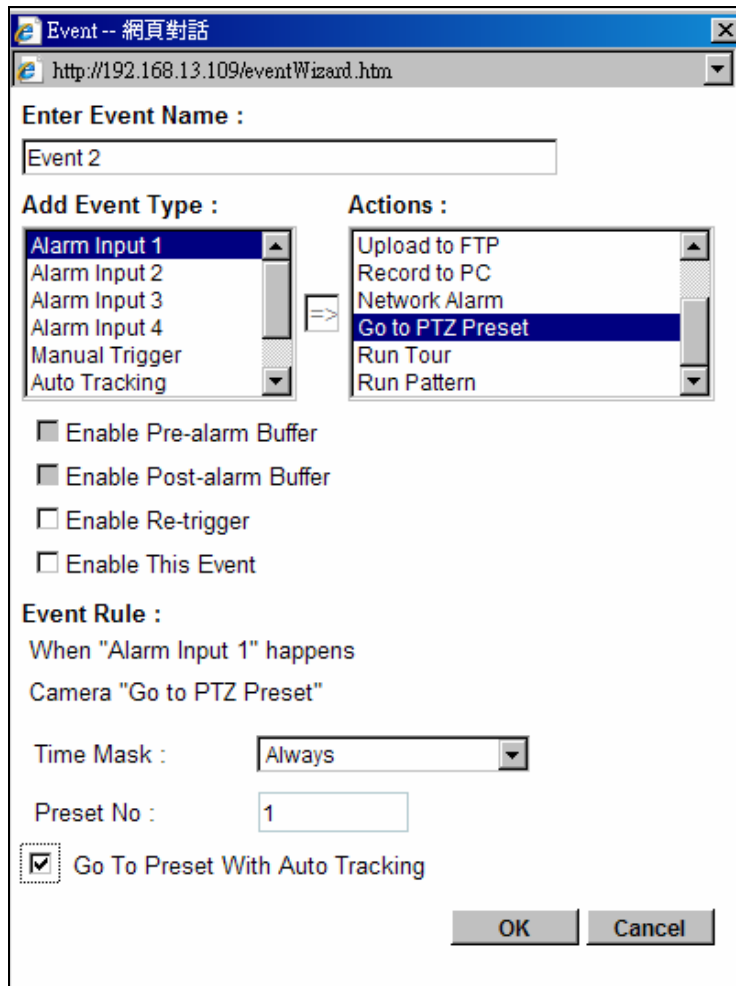 Event -- 網頁對話
http://192.168.13.109/eventWizard.htm
Enter Event Name :
Event 2
Add Event Type :
Actions :
Alarm Input 1
Alarm Input 2
Alarm Input 3
Alarm Input 4
Manual Trigger
Auto Tracking
=>
Upload to FTP
Record to PC
Network Alarm
Go to PTZ Preset
Run Tour
Run Pattern
Enable Pre-alarm Buffer
Enable Post-alarm Buffer
Enable Re-trigger
Enable This Event
Event Rule :
When "Alarm Input 1" happens
Camera "Go to PTZ Preset"
Time Mask : Always
Preset No : 1
Go To Preset With Auto Tracking
OK Cancel